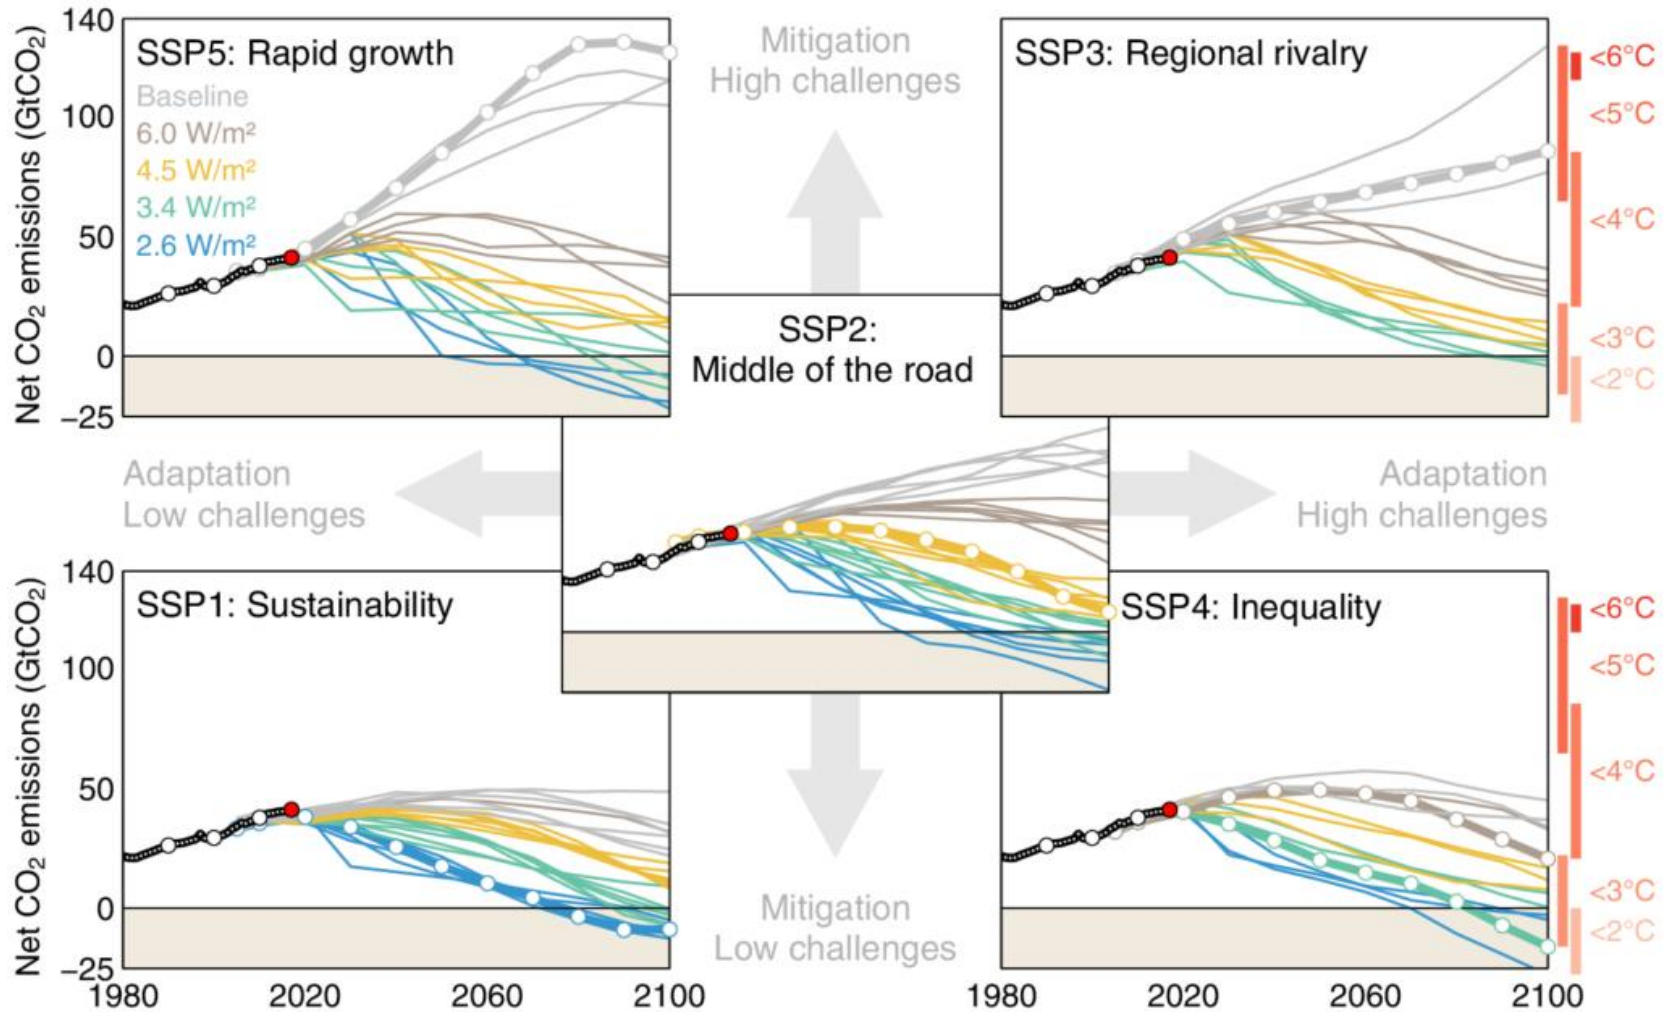 140
100
50
0
−25
Net CO₂ emissions (GtCO₂)
SSP5: Rapid growth
Baseline
6.0 W/m²
4.5 W/m²
3.4 W/m²
2.6 W/m²
Mitigation
High challenges
SSP3: Regional rivalry
<6°C
<5°C
<4°C
<3°C
<2°C
SSP2:
Middle of the road
Adaptation
Low challenges
Adaptation
High challenges
140
100
50
0
−25
Net CO₂ emissions (GtCO₂)
SSP1: Sustainability
SSP4: Inequality
<6°C
<5°C
<4°C
<3°C
<2°C
Mitigation
Low challenges
1980
2020
2060
2100
1980
2020
2060
2100